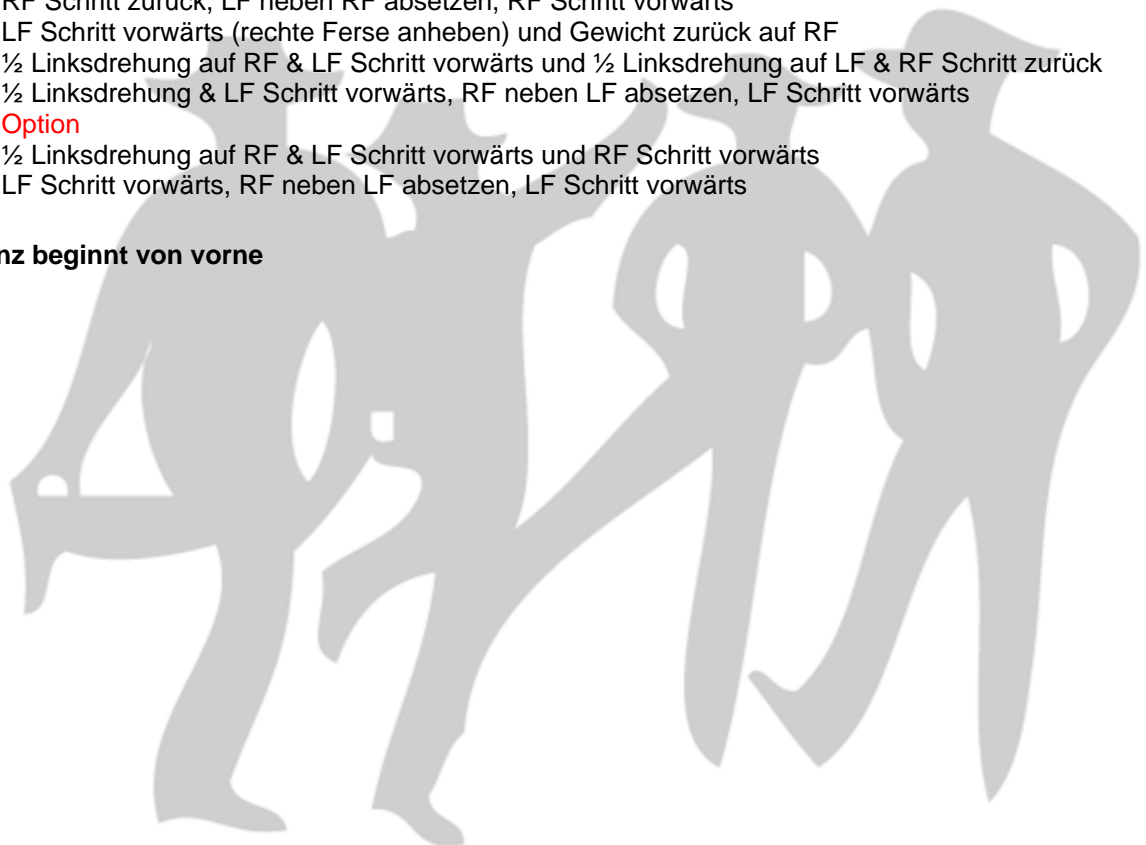 RF Schritt zurück, LF neben RF absetzen, RF Schritt vorwärts
LF Schritt vorwärts (rechte Ferse anheben) und Gewicht zurück auf RF
½ Linksdrehung auf RF & LF Schritt vorwärts und ½ Linksdrehung auf LF & RF Schritt zurück
½ Linksdrehung & LF Schritt vorwärts, RF neben LF absetzen, LF Schritt vorwärts
Option
½ Linksdrehung auf RF & LF Schritt vorwärts und RF Schritt vorwärts
LF Schritt vorwärts, RF neben LF absetzen, LF Schritt vorwärts
nz beginnt von vorne